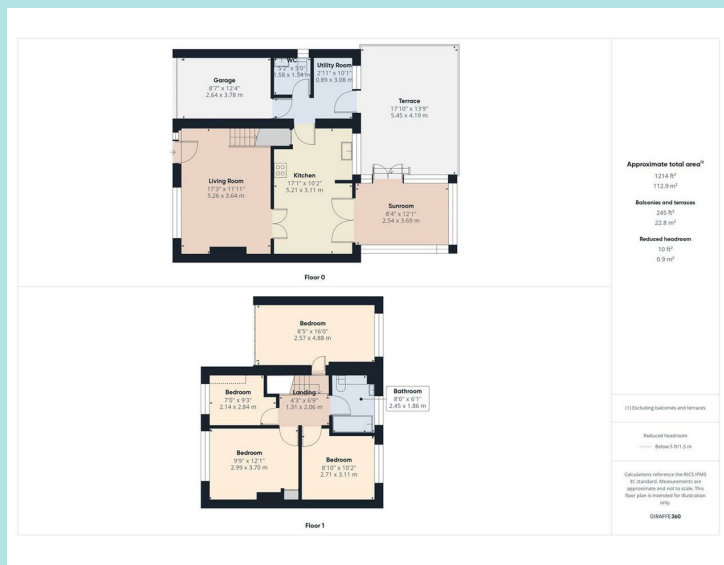 Garage
8'7" x 12'4"
2.64 x 3.78 m
WC
5'2" x 5'0"
1.58 x 1.54 m
Utility Room
2'11" x 10'1"
0.89 x 3.08 m
Terrace
17'10" x 13'9"
5.45 x 4.19 m
Living Room
17'3" x 11'11"
5.26 x 3.64 m
Kitchen
17'1" x 10'2"
5.21 x 3.11 m
Sunroom
8'4" x 12'1"
2.54 x 3.69 m
Floor 0
Bedroom
8'5" x 16'0"
2.57 x 4.88 m
Bedroom
7'0" x 9'3"
2.14 x 2.84 m
Landing
4'3" x 6'9"
1.31 x 2.06 m
Bathroom
8'0" x 6'1"
2.45 x 1.86 m
Bedroom
9'9" x 12'1"
2.99 x 3.70 m
Bedroom
8'10" x 10'2"
2.71 x 3.11 m
Floor 1
Approximate total area(1)
1214 ft²
112.9 m²
Balconies and terraces
245 ft²
22.8 m²
Reduced headroom
10 ft²
0.9 m²
(1) Excluding balconies and terraces
Reduced headroom
Below 5 ft/1.5 m
Calculations reference the RICS IPMS
3C standard. Measurements are
approximate and not to scale. This
floor plan is intended for illustration
only.
GIRAFFE360